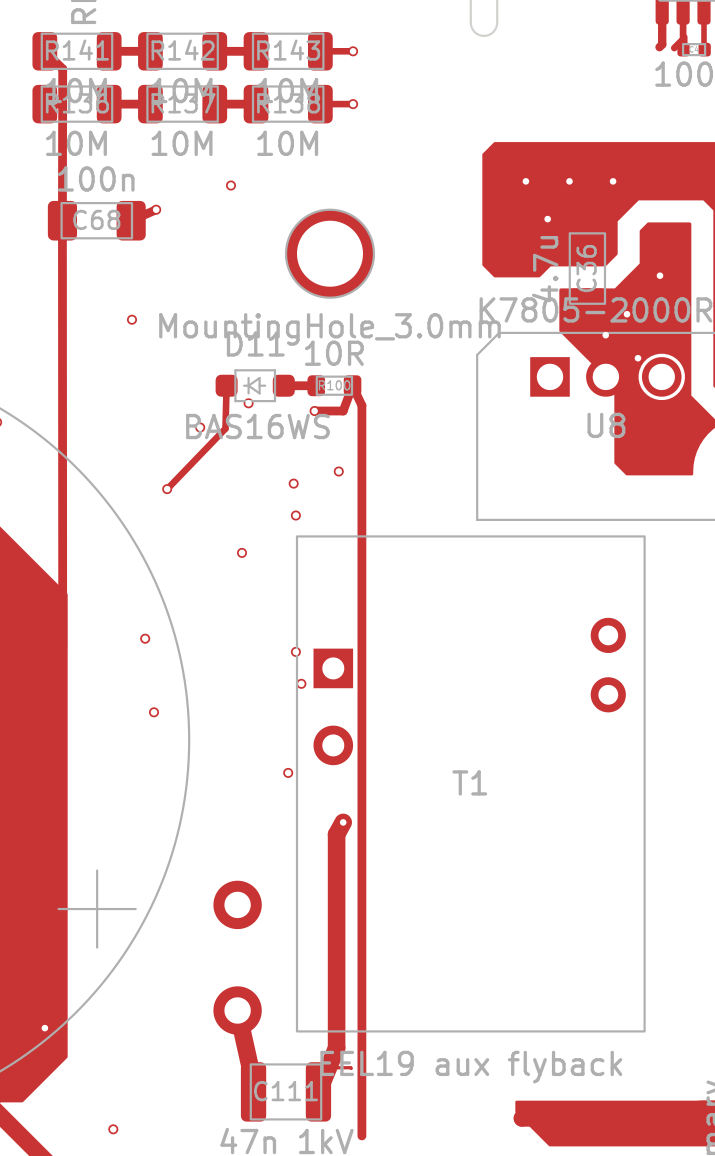 R141 R142 R143
10M 10M 10M
R136 R137 R138
10M 10M 10M
100n
C68
100
4.7u
C36
K7805-2000R
MountingHole_3.0mm
D11
10R
R100
BAS16WS
U8
T1
EEL19 aux flyback
C111
47n 1kV